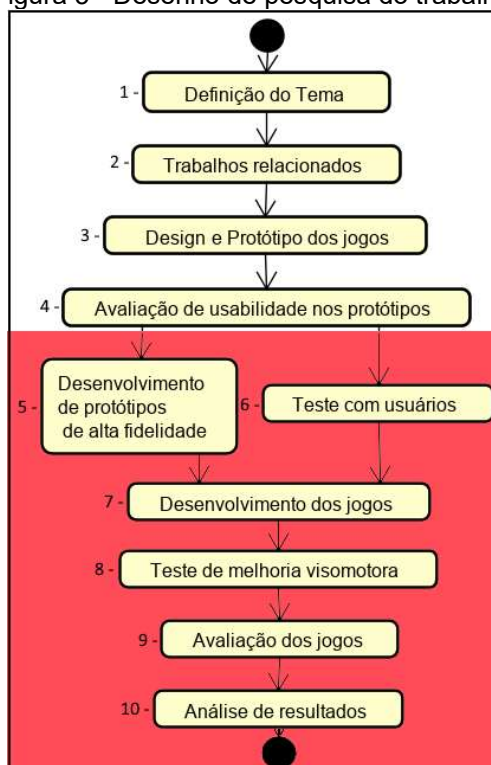 igura 3 - Desenho de pesquisa do trabalh
1 - Definição do Tema
2 - Trabalhos relacionados
3 - Design e Protótipo dos jogos
4 - Avaliação de usabilidade nos protótipos
5 - Desenvolvimento
de protótipos
de alta fidelidade
6 - Teste com usuários
7 - Desenvolvimento dos jogos
8 - Teste de melhoria visomotora
9 - Avaliação dos jogos
10 - Análise de resultados